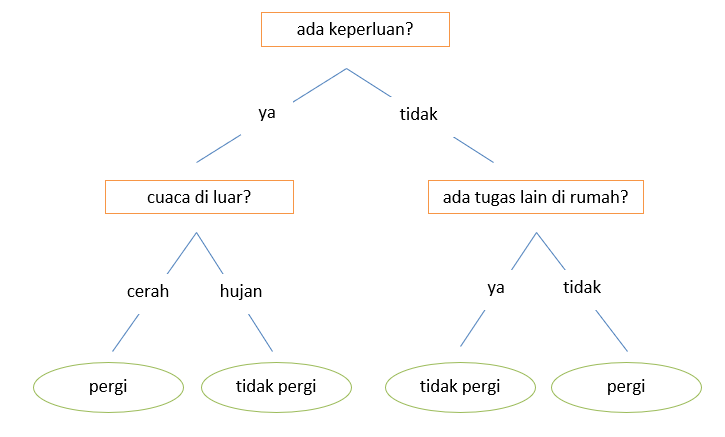 ada keperluan?
ya
tidak
cuaca di luar?
ada tugas lain di rumah?
cerah
hujan
ya
tidak
pergi
tidak pergi
tidak pergi
pergi